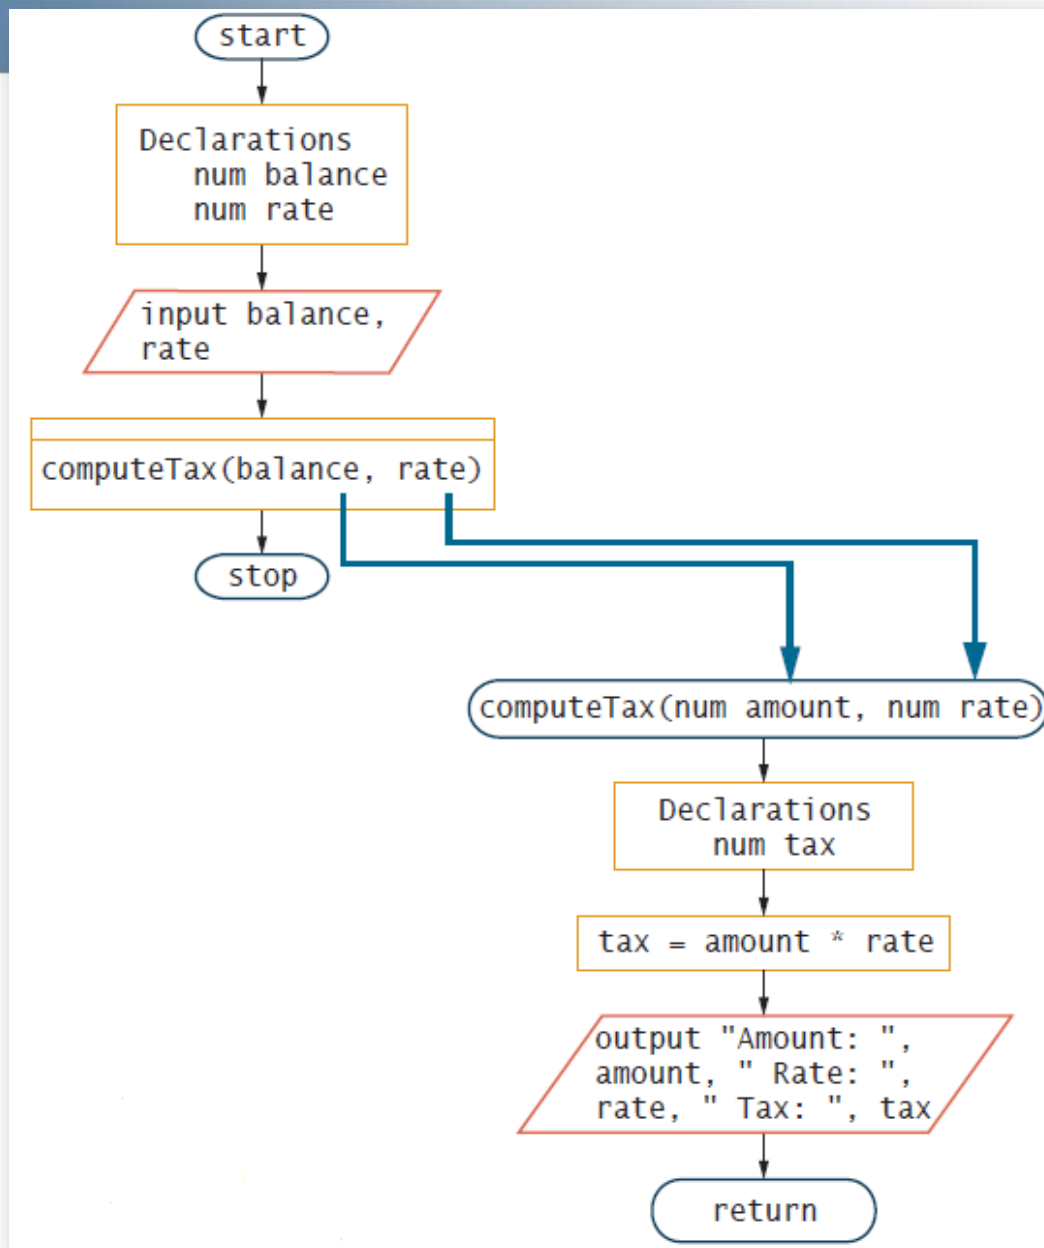 start
Declarations
num balance
num rate
input balance,
rate
computeTax(balance, rate)
stop
computeTax(num amount, num rate)
Declarations
num tax
tax = amount * rate
output "Amount: ",
amount, " Rate: ",
rate, " Tax: ", tax
return